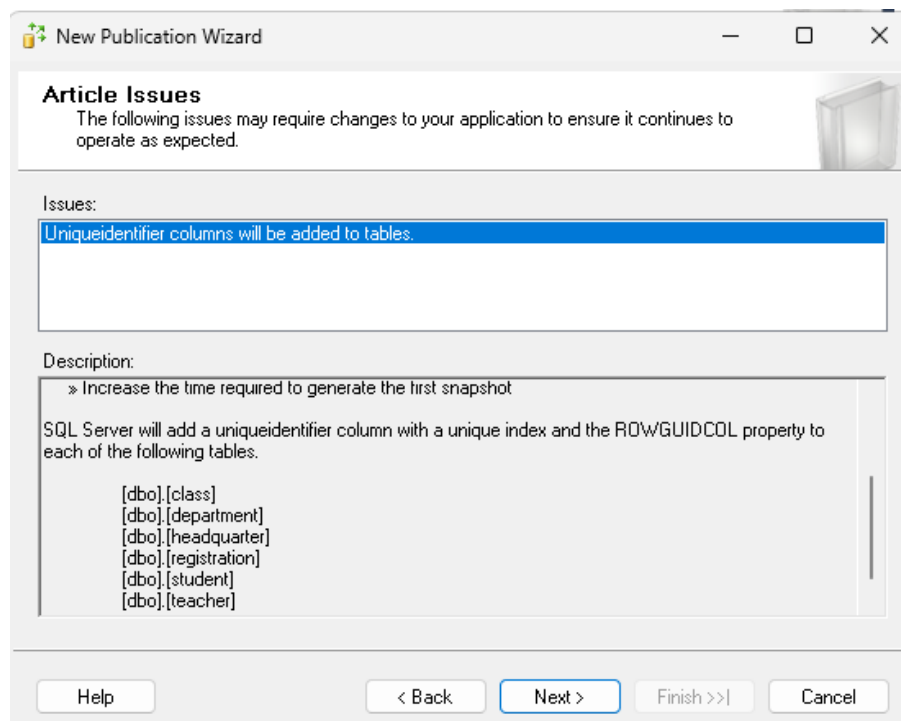 New Publication Wizard
Article Issues
The following issues may require changes to your application to ensure it continues to
operate as expected.
Issues:
Uniqueidentifier columns will be added to tables.
Description:
» Increase the time required to generate the first snapshot
SQL Server will add a uniqueidentifier column with a unique index and the ROWGUIDCOL property to
each of the following tables.
[dbo].[class]
[dbo].[department]
[dbo].[headquarter]
[dbo].[registration]
[dbo].[student]
[dbo].[teacher]
Help
< Back
Next >
Finish >>|
Cancel